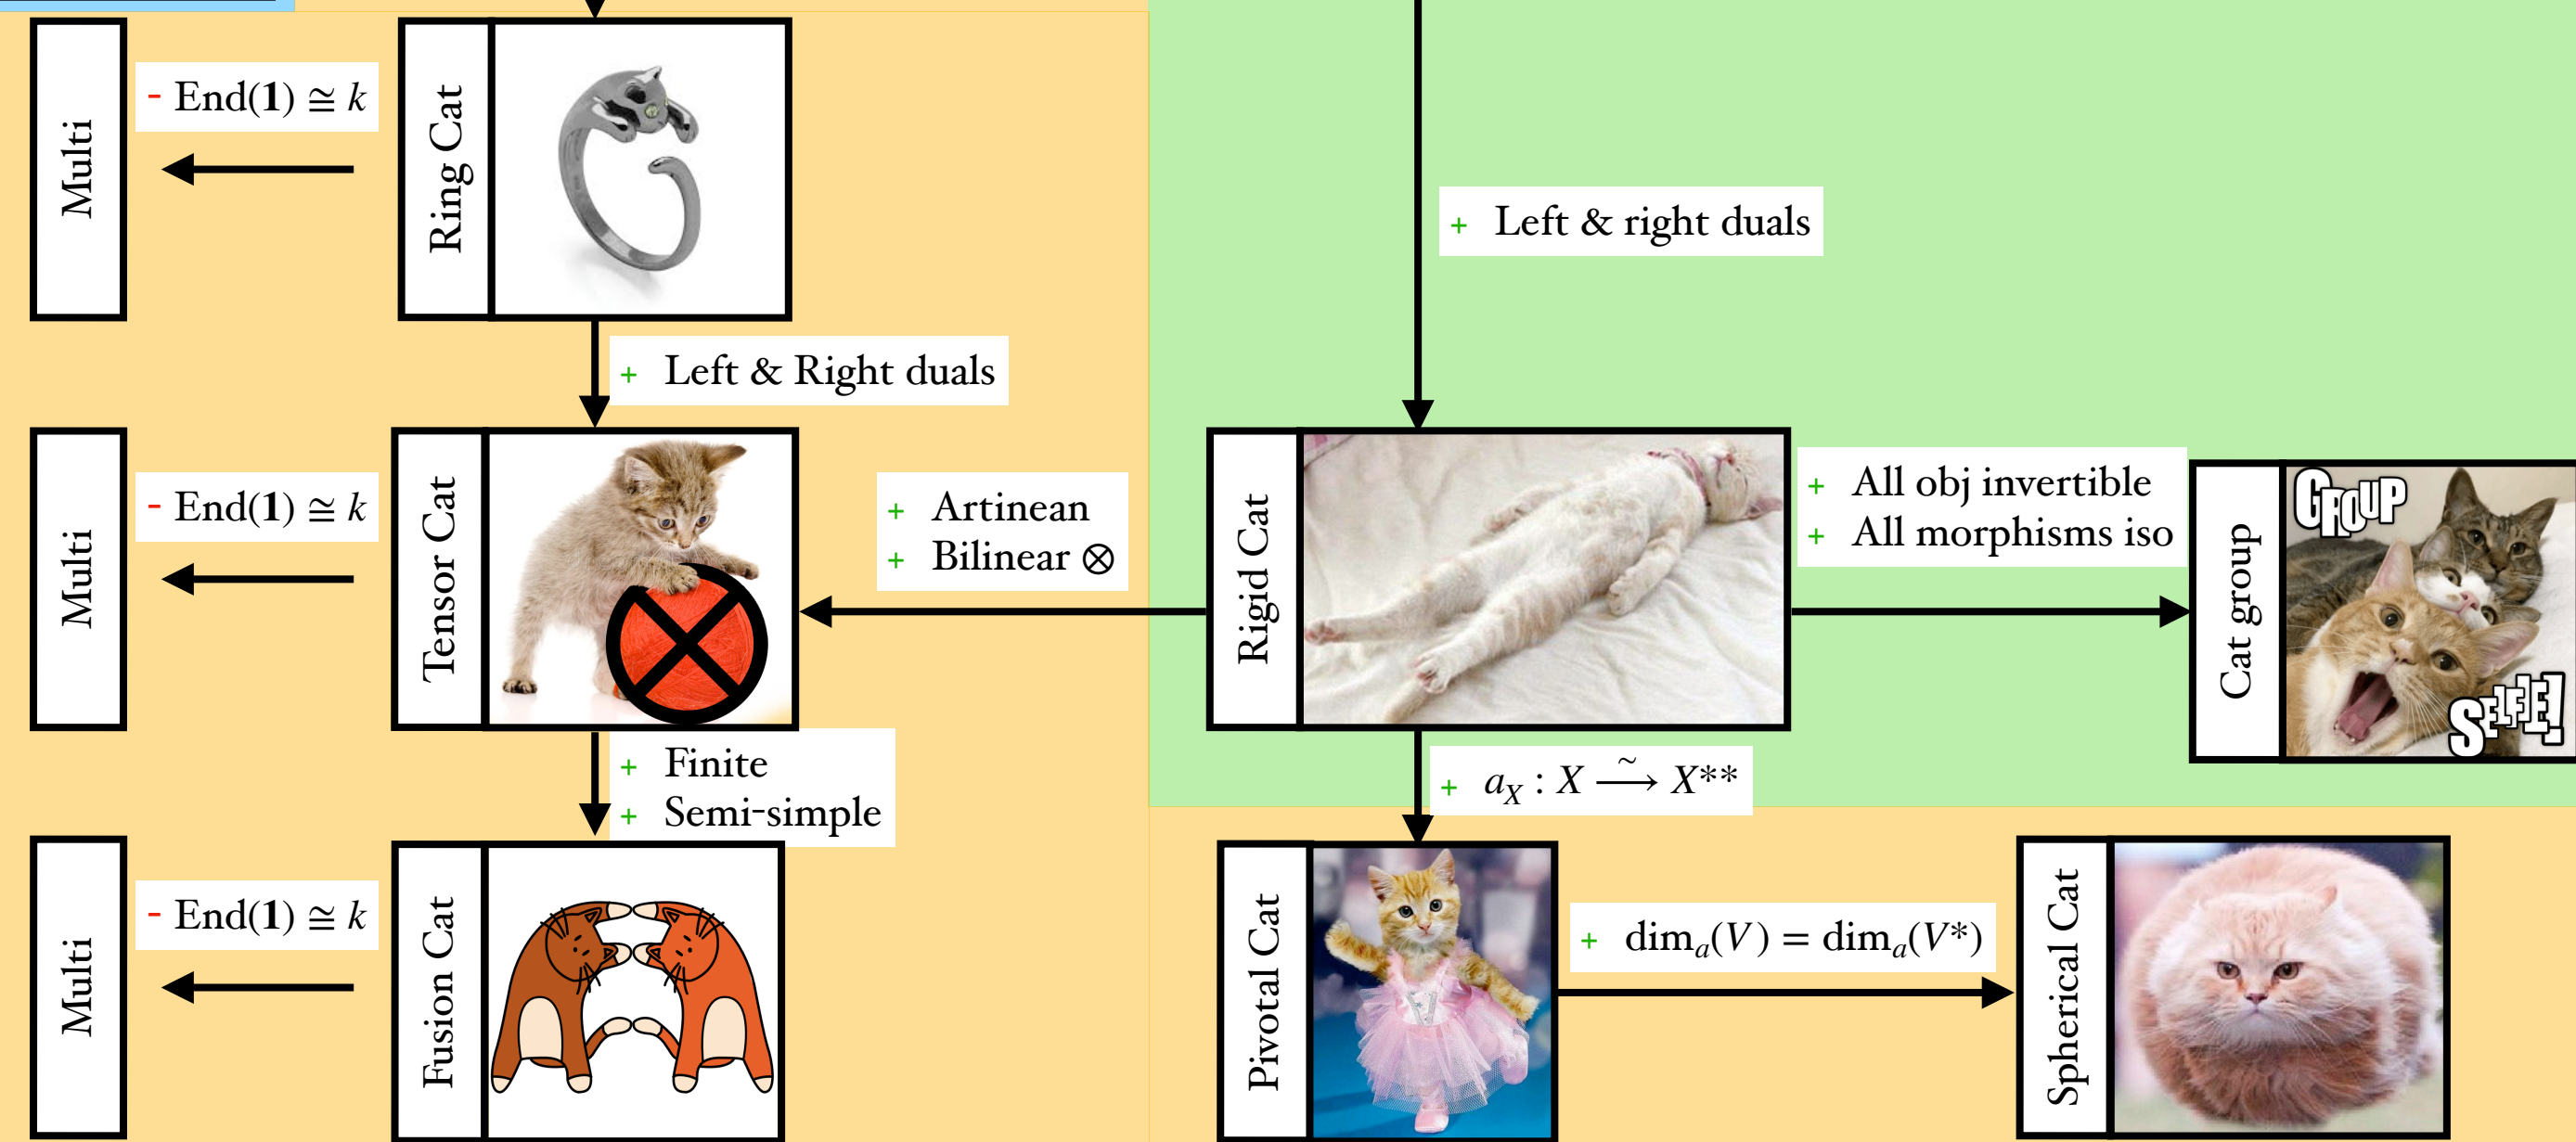 Multi
- End(1) ≅ k
Ring Cat
+ Left & right duals
+ Left & Right duals
Multi
- End(1) ≅ k
Tensor Cat
+ Artinean
+ Bilinear ⊗
Rigid Cat
+ All obj invertible
+ All morphisms iso
Cat group
GROUP
SELFIE!
+ Finite
+ Semi-simple
+ a_X : X ⟶̃ X**
Multi
- End(1) ≅ k
Fusion Cat
Pivotal Cat
+ dim_a(V) = dim_a(V*)
Spherical Cat